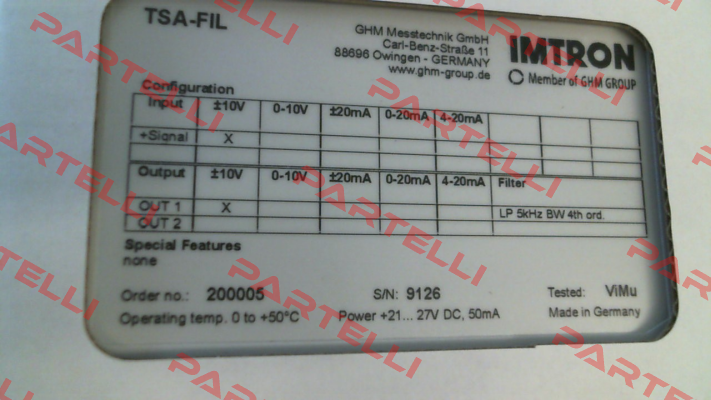 TSA-FIL
GHM Messtechnik GmbH
Carl-Benz-Straße 11
88696 Owingen - GERMANY
www.ghm-group.de
IMTRON
Member of GHM GROUP
Configuration
Input ±10V 0-10V ±20mA 0-20mA 4-20mA
+Signal X
Output ±10V 0-10V ±20mA 0-20mA 4-20mA Filter
OUT 1 X LP 5kHz BW 4th ord.
OUT 2
Special Features
none
Order no.: 200005 S/N: 9126 Tested: ViMu
Operating temp. 0 to +50°C Power +21... 27V DC, 50mA Made in Germany
PARTELLI
PARTELLI
PARTELLI
PARTELLI
PARTELLI
PARTELLI
PARTELLI
PARTELLI